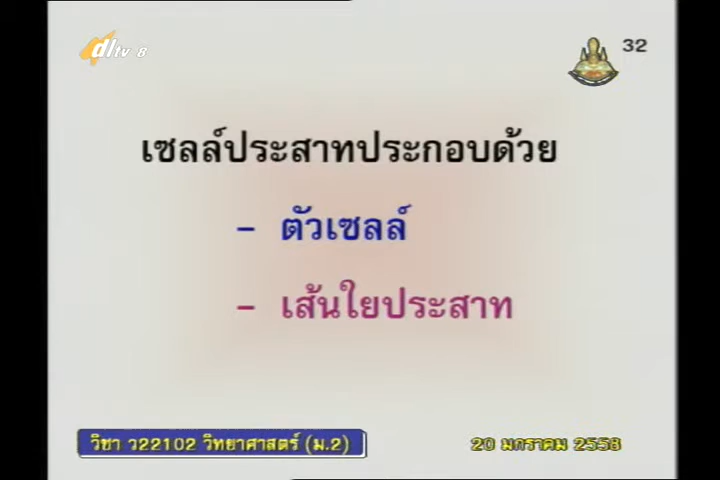 dltv 8
32
เซลล์ประสาทประกอบด้วย
- ตัวเซลล์
- เส้นใยประสาท
วิชา ว22102 วิทยาศาสตร์ (ม.2)
20 มกราคม 2558